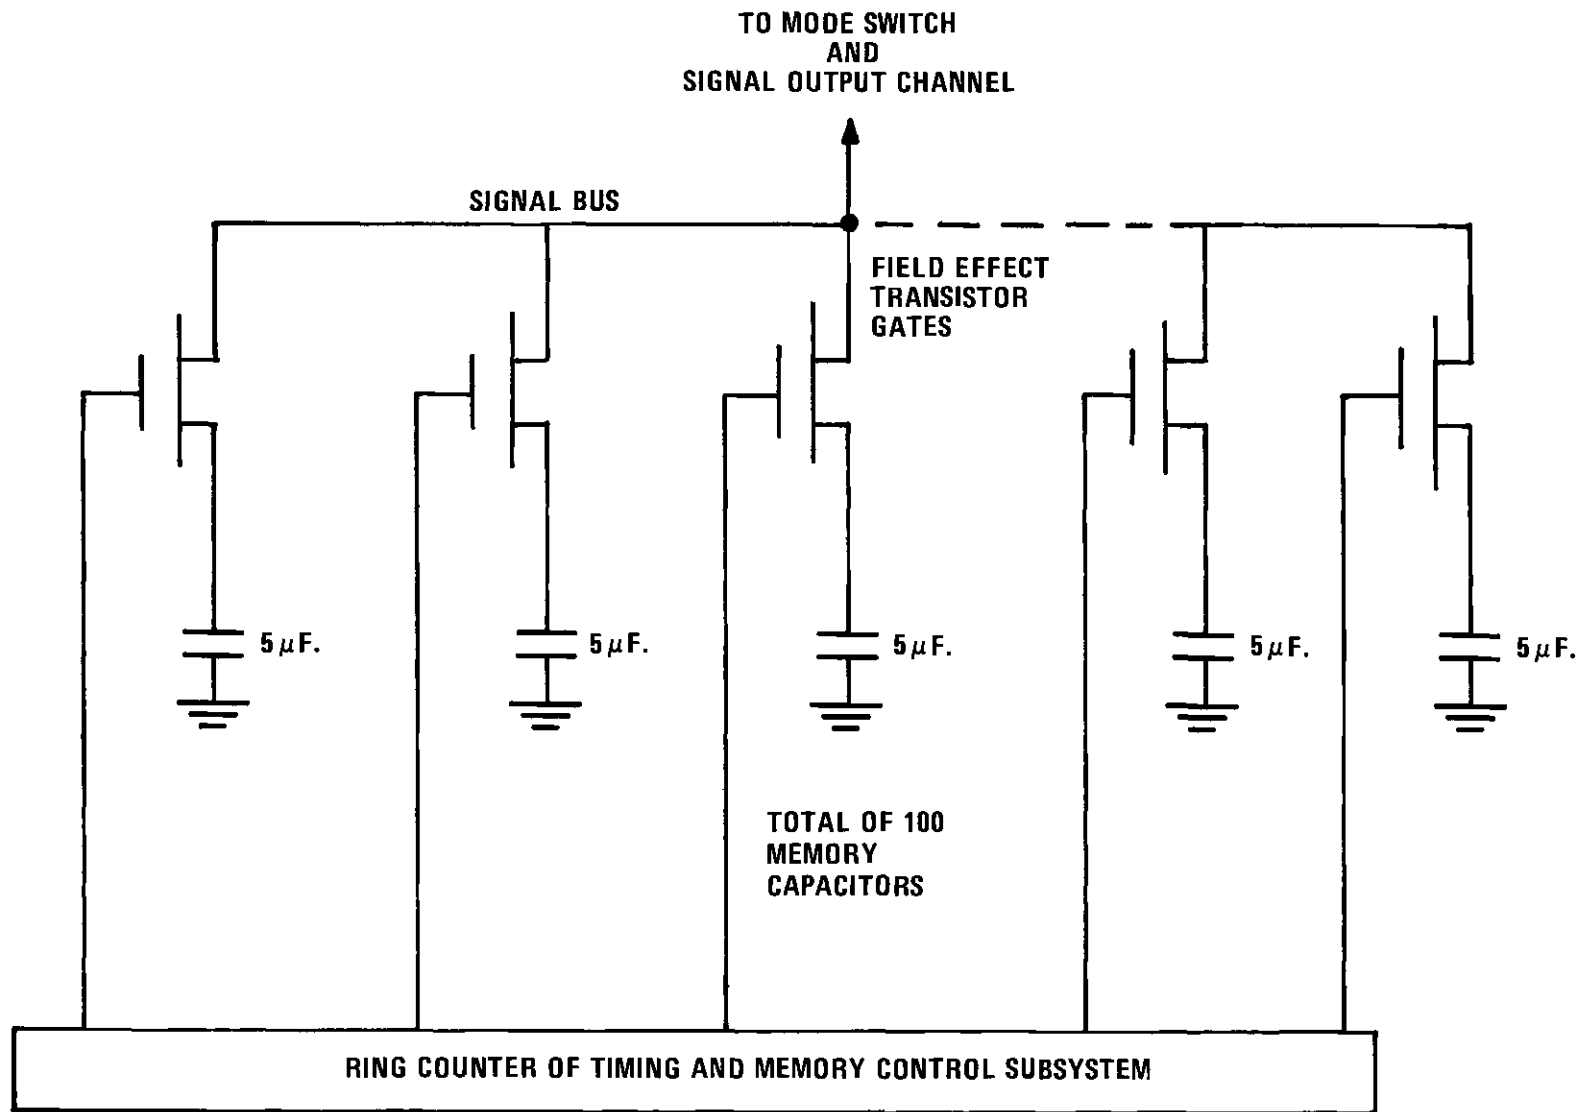 TO MODE SWITCH
AND
SIGNAL OUTPUT CHANNEL
SIGNAL BUS
FIELD EFFECT
TRANSISTOR
GATES
5 μF.
5 μF.
5 μF.
5 μF.
5 μF.
TOTAL OF 100
MEMORY
CAPACITORS
RING COUNTER OF TIMING AND MEMORY CONTROL SUBSYSTEM